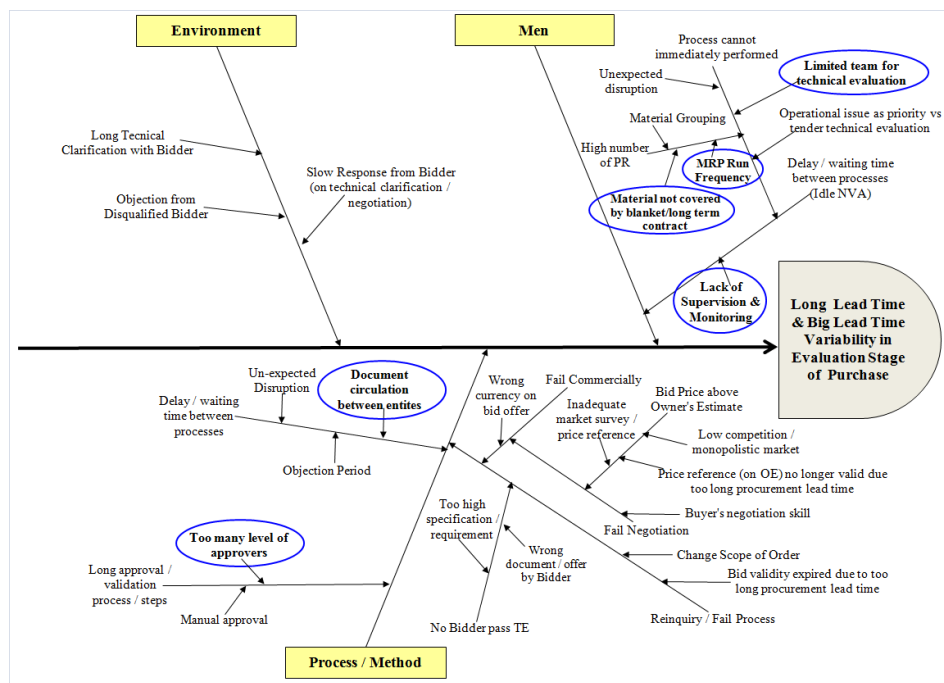 Environment
Men
Process cannot
immediately performed
Limited team for
technical evaluation
Unexpected
disruption
Material Grouping
Operational issue as priority vs
tender technical evaluation
High number
of PR
MRP Run
Frequency
Delay / waiting time
between processes
(Idle NVA)
Material not covered
by blanket/long term
contract
Long Tecnical
Clarification with Bidder
Slow Response from Bidder
(on technical clarification /
negotiation)
Objection from
Disqualified Bidder
Lack of
Supervision &
Monitoring
Long Lead Time
& Big Lead Time
Variability in
Evaluation Stage
of Purchase
Un-expected
Disruption
Document
circulation
between entites
Delay / waiting
time between
processes
Objection Period
Wrong
currency on
bid offer
Fail Commercially
Inadequate
market survey /
price reference
Bid Price above
Owner's Estimate
Low competition /
monopolistic market
Price reference (on OE) no longer valid due
too long procurement lead time
Buyer's negotiation skill
Fail Negotiation
Too high
specification /
requirement
Wrong
document / offer
by Bidder
Change Scope of Order
Bid validity expired due to too
long procurement lead time
Reinquiry / Fail Process
No Bidder pass TE
Too many level of
approvers
Long approval /
validation
process / steps
Manual approval
Process / Method